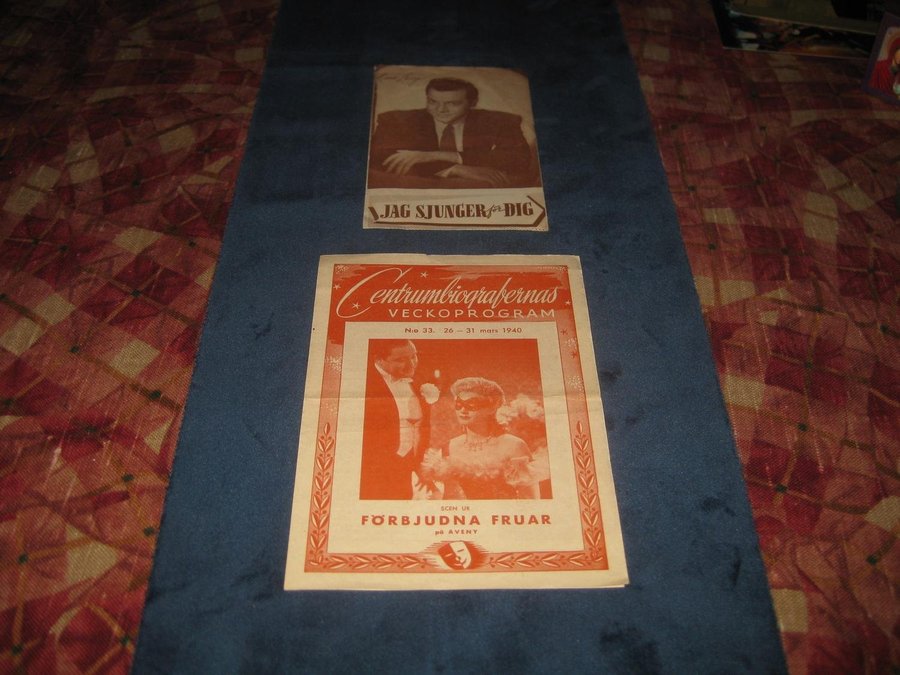 JAG SJUNGER för DIG
Centrumbiografernas
VECKOPROGRAM
N:o 33. 26 — 31 mars 1940
SCEN UR
FÖRBJUDNA FRUAR
på AVENY